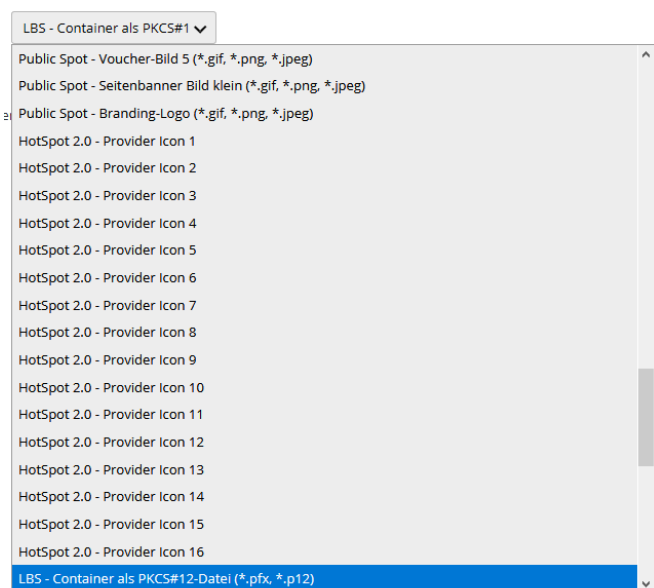 LBS - Container als PKCS#1
Public Spot - Voucher-Bild 5 (*.gif, *.png, *.jpeg)
Public Spot - Seitenbanner Bild klein (*.gif, *.png, *.jpeg)
Public Spot - Branding-Logo (*.gif, *.png, *.jpeg)
HotSpot 2.0 - Provider Icon 1
HotSpot 2.0 - Provider Icon 2
HotSpot 2.0 - Provider Icon 3
HotSpot 2.0 - Provider Icon 4
HotSpot 2.0 - Provider Icon 5
HotSpot 2.0 - Provider Icon 6
HotSpot 2.0 - Provider Icon 7
HotSpot 2.0 - Provider Icon 8
HotSpot 2.0 - Provider Icon 9
HotSpot 2.0 - Provider Icon 10
HotSpot 2.0 - Provider Icon 11
HotSpot 2.0 - Provider Icon 12
HotSpot 2.0 - Provider Icon 13
HotSpot 2.0 - Provider Icon 14
HotSpot 2.0 - Provider Icon 15
HotSpot 2.0 - Provider Icon 16
LBS - Container als PKCS#12-Datei (*.pfx, *.p12)